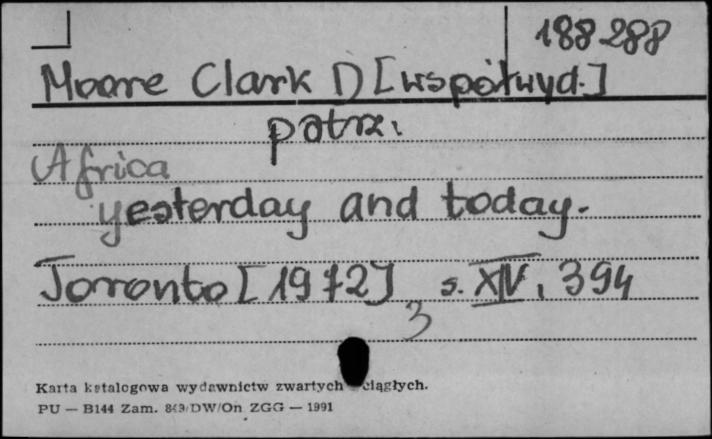 188288
Moore Clark D [współwyd.]
patrz.
Africa
yesterday and today.
Toronto [1972] s. XIV, 394
3
Karta katalogowa wydawnictw zwartych ciągłych.
PU — B144 Zam. 849/DW/On ZGG — 1991